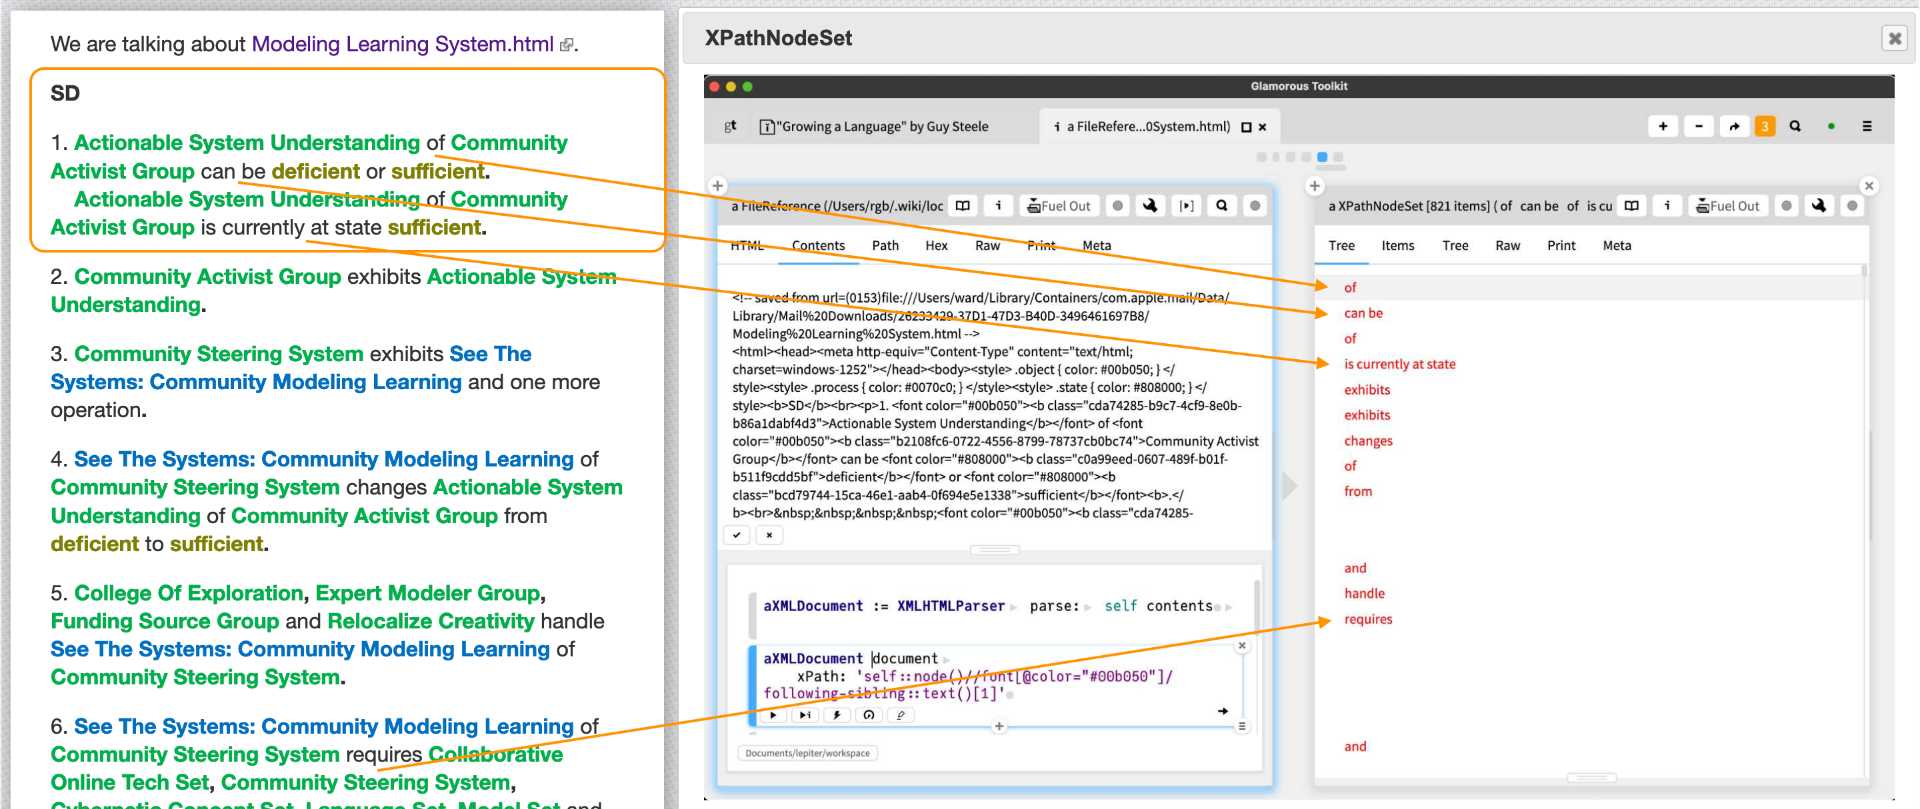 We are talking about Modeling Learning System.html.
SD
1. Actionable System Understanding of Community
Activist Group can be deficient or sufficient.
Actionable System Understanding of Community
Activist Group is currently at state sufficient.
2. Community Activist Group exhibits Actionable System
Understanding.
3. Community Steering System exhibits See The
Systems: Community Modeling Learning and one more
operation.
4. See The Systems: Community Modeling Learning of
Community Steering System changes Actionable System
Understanding of Community Activist Group from
deficient to sufficient.
5. College Of Exploration, Expert Modeler Group,
Funding Source Group and Relocalize Creativity handle
See The Systems: Community Modeling Learning of
Community Steering System.
6. See The Systems: Community Modeling Learning of
Community Steering System requires Collaborative
Online Tech Set, Community Steering System,
Cybernetic Concept Set, Language Set, Model Set and
XPathNodeSet
Glamorous Toolkit
gt
"Growing a Language" by Guy Steele
i a FileRefere...0System.html)
3
a FileReference (/Users/rgb/.wiki/loc
i
Fuel Out
HTML Contents Path Hex Raw Print Meta
<!-- saved from url=(0153)file:///Users/ward/Library/Containers/com.apple.mail/Data/
Library/Mail%20Downloads/26233429-37D1-47D3-B40D-3496461697B8/
Modeling%20Learning%20System.html -->
<html><head><meta http-equiv="Content-Type" content="text/html;
charset=windows-1252"></head><body><style> .object { color: #00b050; } </
style><style> .process { color: #0070c0; } </style><style> .state { color: #808000; } </
style><b>SD</b><br><p>1. <font color="#00b050"><b class="cda74285-b9c7-4cf9-8e0b-
b86a1dabf4d3">Actionable System Understanding</b></font> of <font
color="#00b050"><b class="b2108fc6-0722-4556-8799-78737cb0bc74">Community Activist
Group</b></font> can be <font color="#808000"><b class="c0a99eed-0607-489f-b01f-
b511f9cdd5bf">deficient</b></font> or <font color="#808000"><b
class="bcd79744-15ca-46e1-aab4-0f694e5e1338">sufficient</b></font><b>.</
b><br>&nbsp;&nbsp;&nbsp;&nbsp;<font color="#00b050"><b class="cda74285-
aXMLDocument := XMLHTMLParser parse: self contents
aXMLDocument document
xPath: 'self::node()//font[@color="#00b050"]/
following-sibling::text()[1]'
Documents/lepiter/workspace
a XPathNodeSet [821 items] ( of can be of is cu
i
Fuel Out
Tree Items Tree Raw Print Meta
of
can be
of
is currently at state
exhibits
exhibits
changes
of
from
and
handle
requires
and